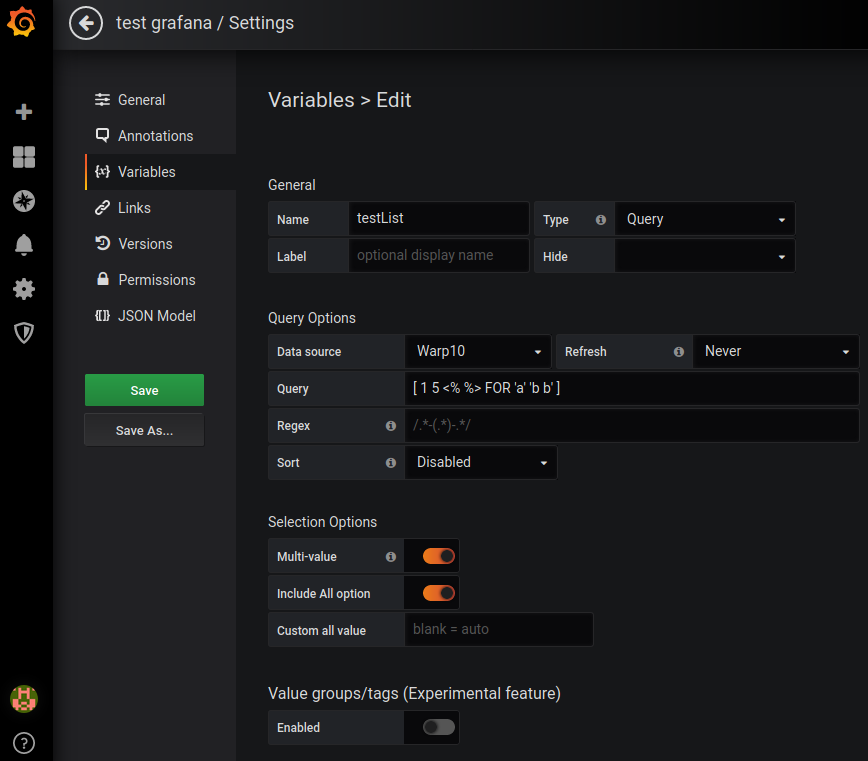 test grafana / Settings
General
Annotations
Variables
Links
Versions
Permissions
JSON Model
Save
Save As...
Variables > Edit
General
Name testList Type Query
Label optional display name Hide
Query Options
Data source Warp10 Refresh Never
Query [ 1 5 <% %> FOR 'a' 'b b' ]
Regex /.*-(.*)-.*/
Sort Disabled
Selection Options
Multi-value
Include All option
Custom all value blank = auto
Value groups/tags (Experimental feature)
Enabled